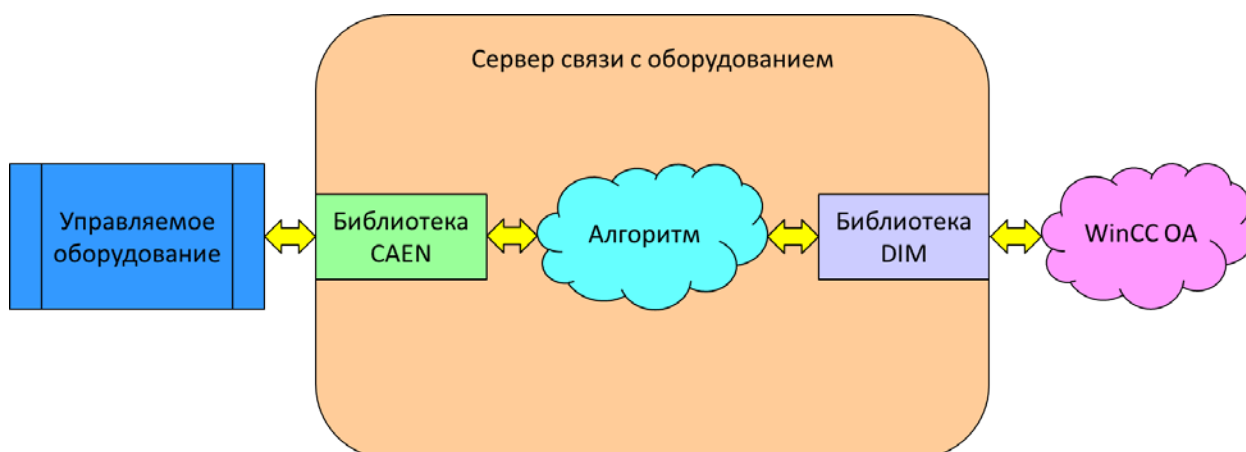 Сервер связи с оборудованием
Управляемое
оборудование
Библиотека
CAEN
Алгоритм
Библиотека
DIM
WinCC OA